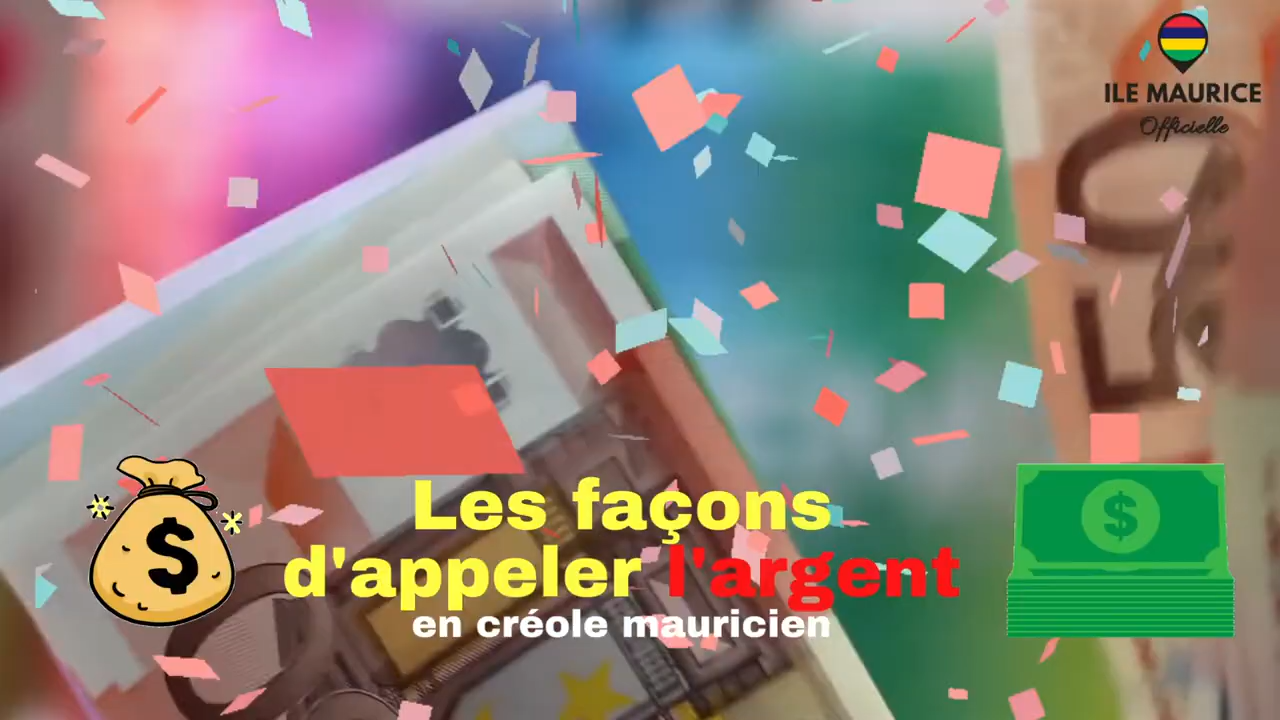 ILE MAURICE
Officielle
Les façons
d'appeler l'argent
en créole mauricien
$
$